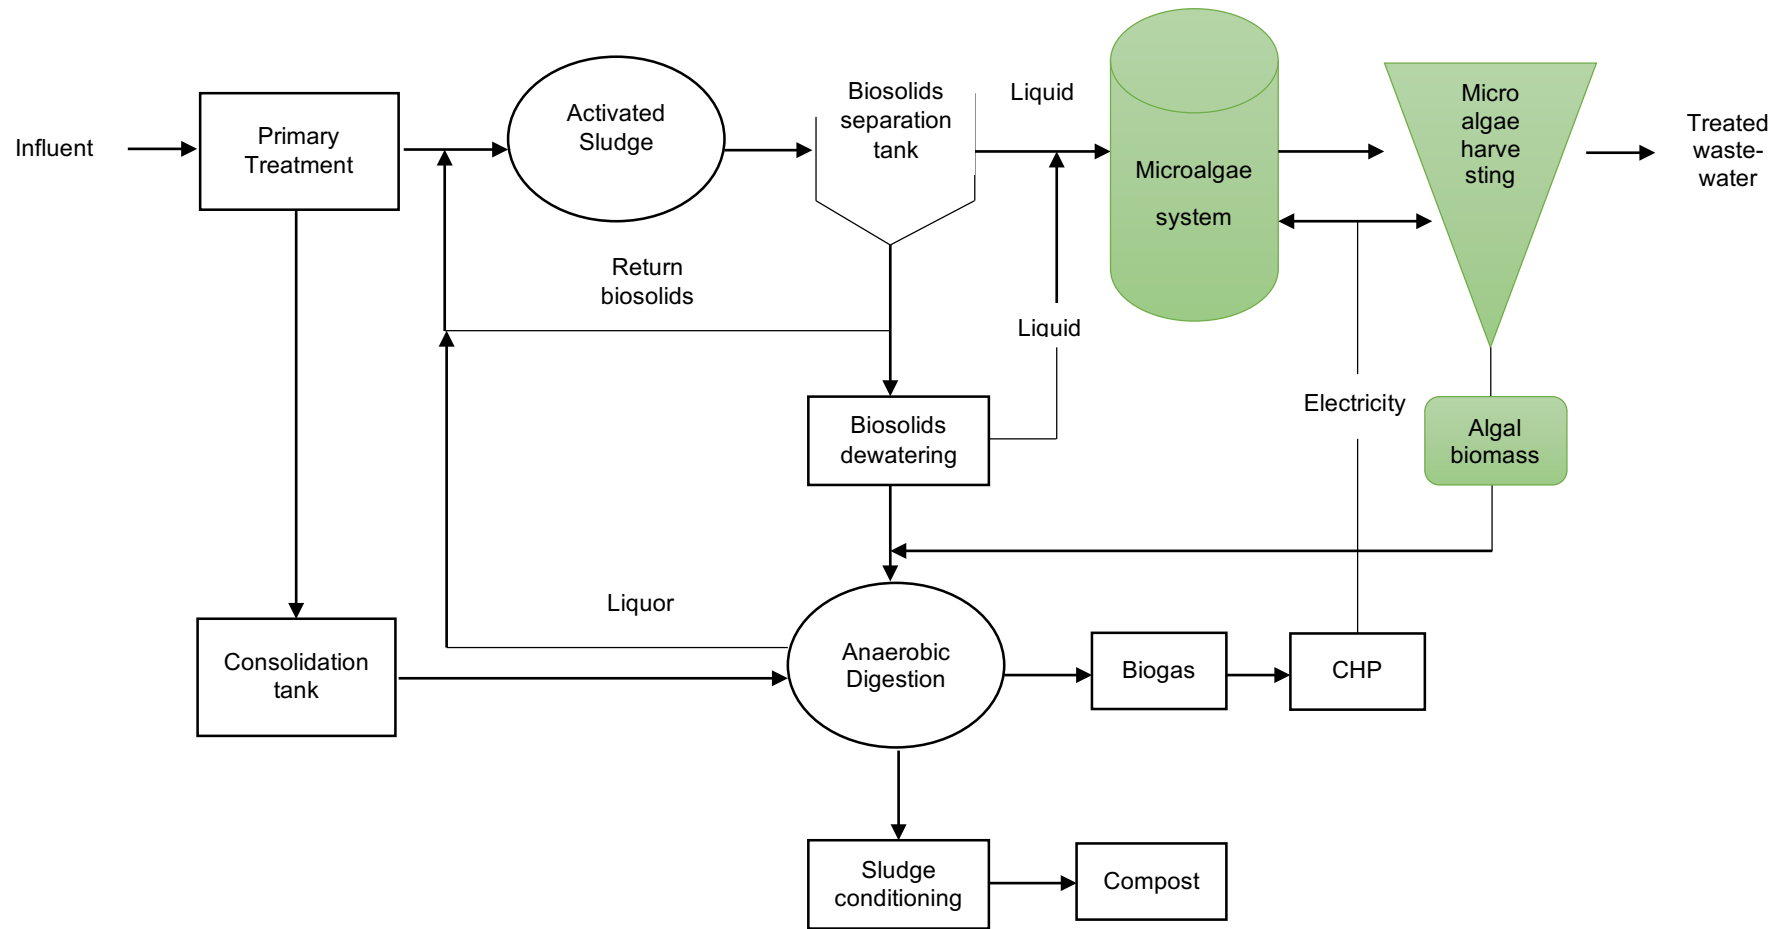 Influent
Primary
Treatment
Activated
Sludge
Biosolids
separation
tank
Liquid
Microalgae
system
Micro
algae
harve
sting
Treated
waste-
water
Return
biosolids
Liquid
Biosolids
dewatering
Electricity
Algal
biomass
Liquor
Consolidation
tank
Anaerobic
Digestion
Biogas
CHP
Sludge
conditioning
Compost